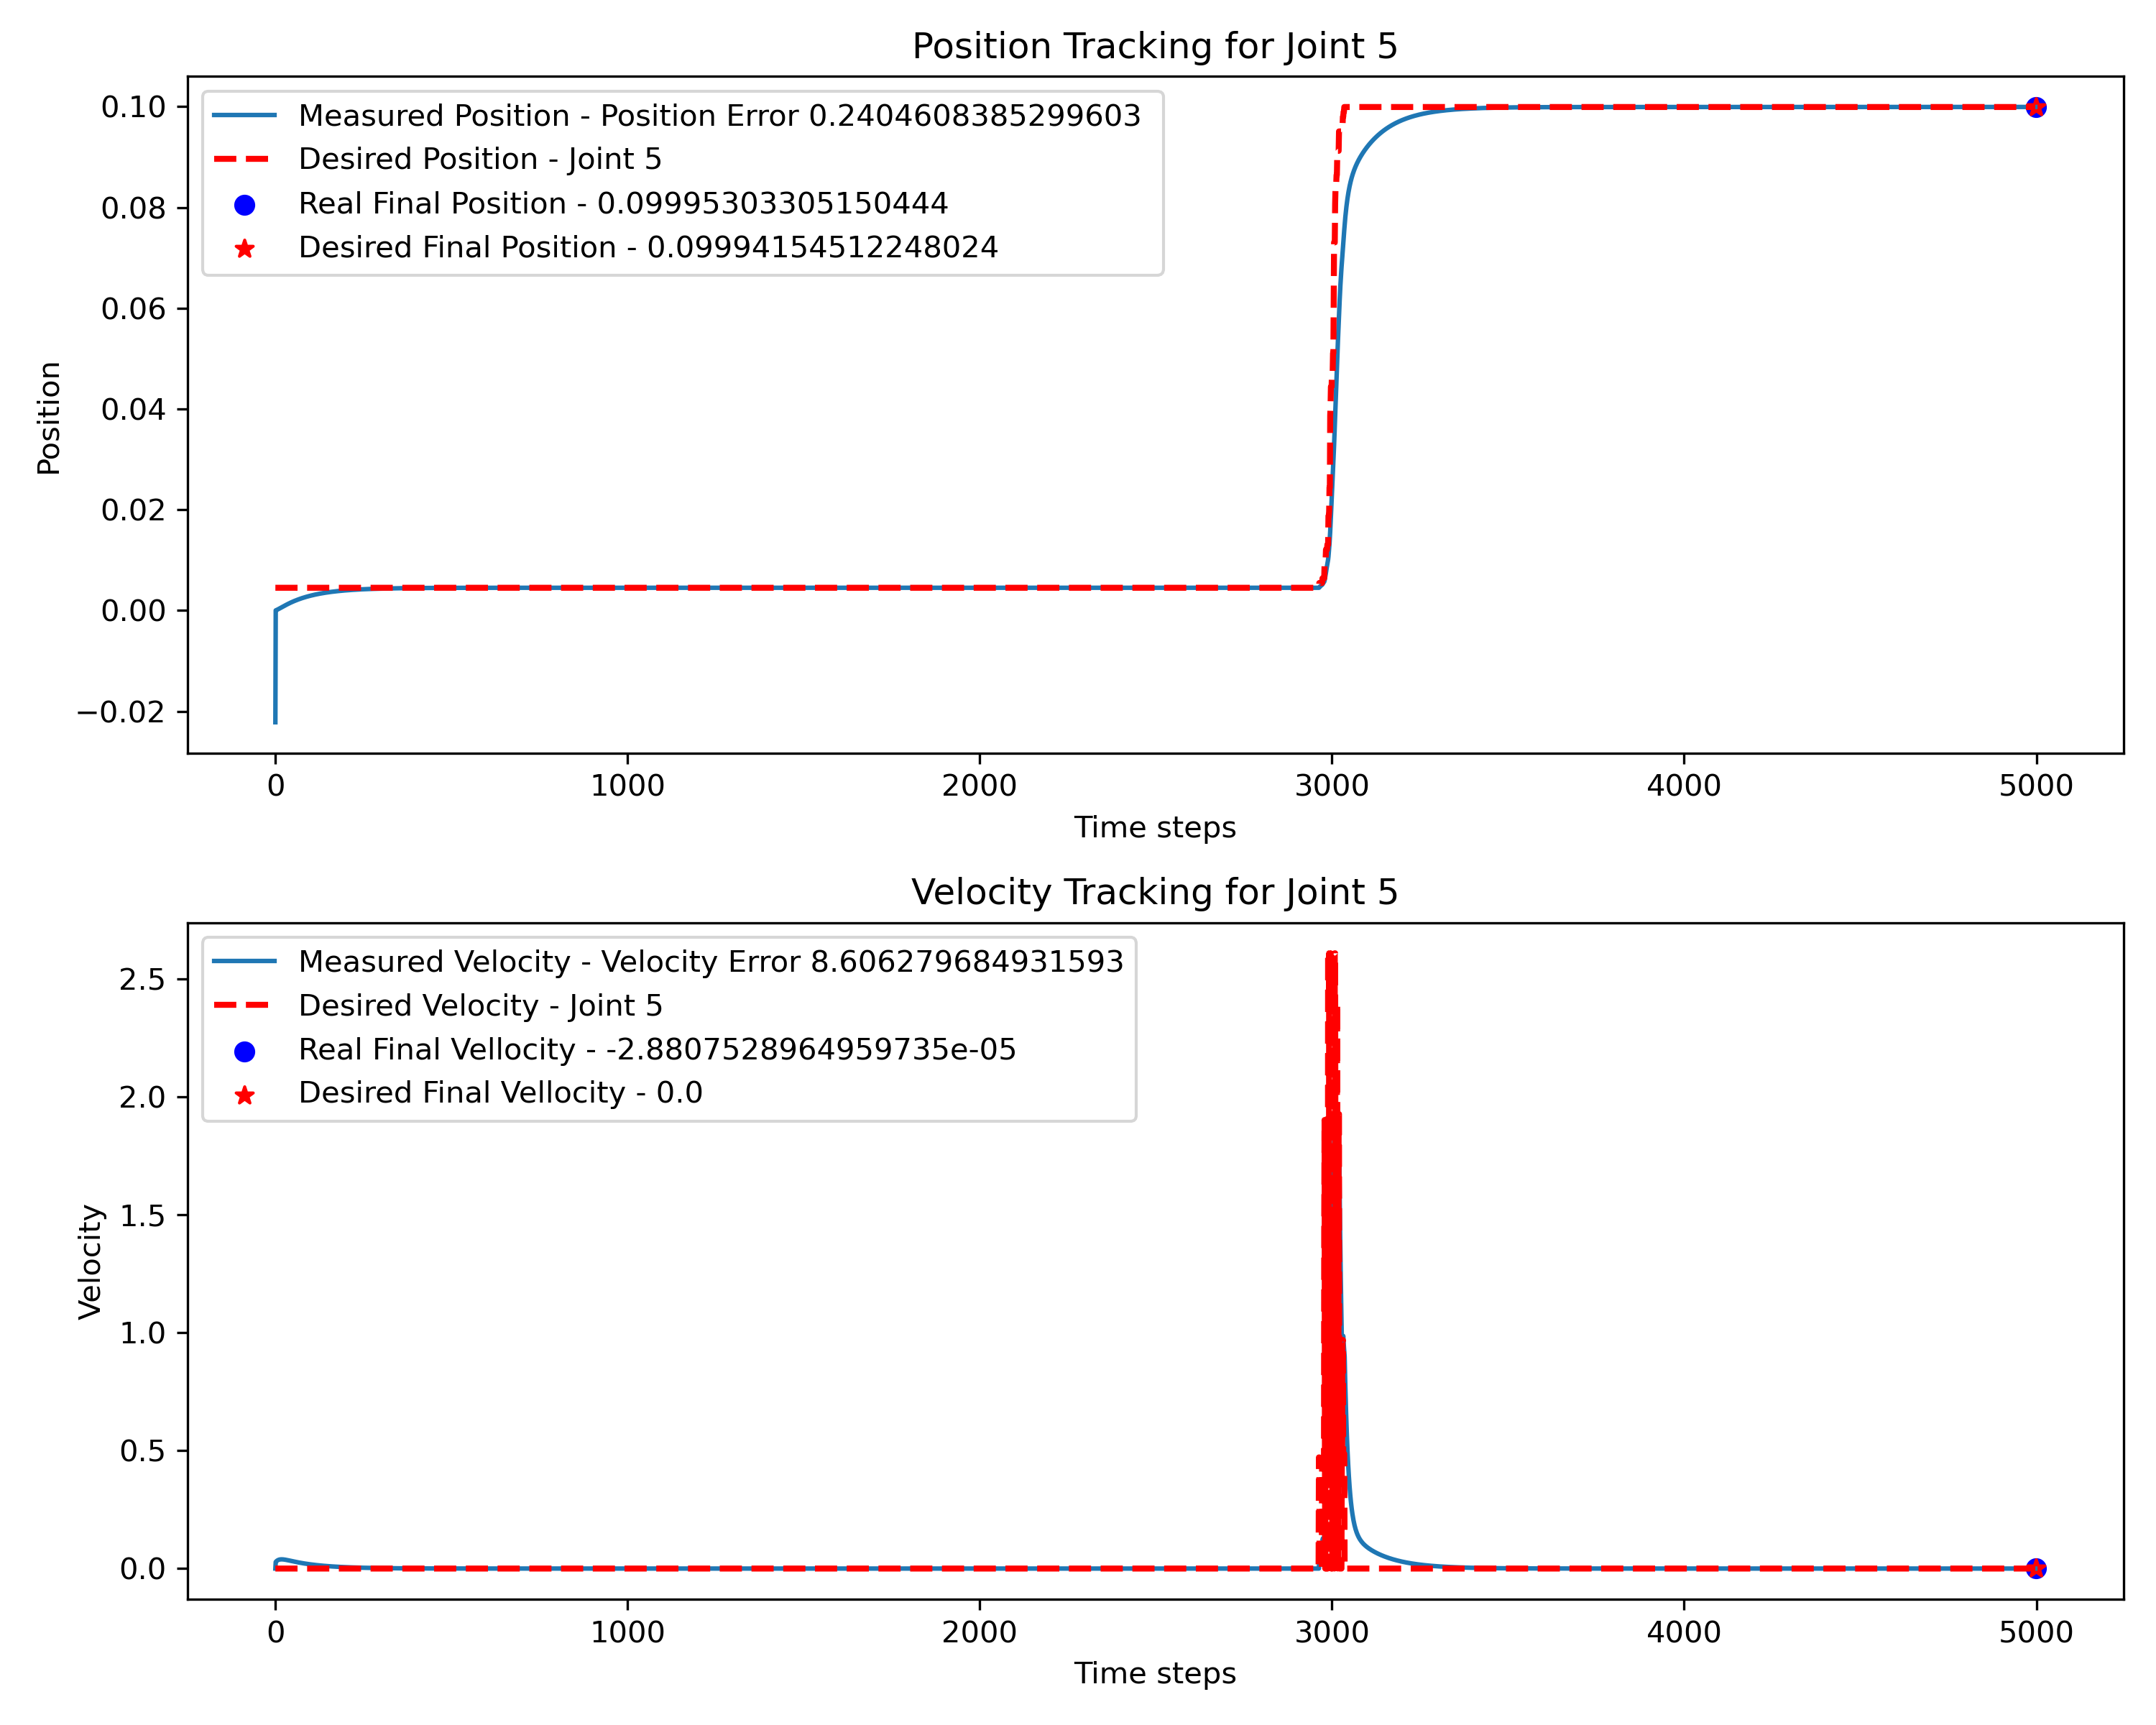 Position Tracking for Joint 5
Measured Position - Position Error 0.2404608385299603
Desired Position - Joint 5
Real Final Position - 0.09995303305150444
Desired Final Position - 0.09994154512248024
0.10
0.08
0.06
0.04
0.02
0.00
−0.02
Position
0 1000 2000 3000 4000 5000
Time steps
Velocity Tracking for Joint 5
Measured Velocity - Velocity Error 8.606279684931593
Desired Velocity - Joint 5
Real Final Vellocity - -2.8807528964959735e-05
Desired Final Vellocity - 0.0
2.5
2.0
1.5
1.0
0.5
0.0
Velocity
0 1000 2000 3000 4000 5000
Time steps